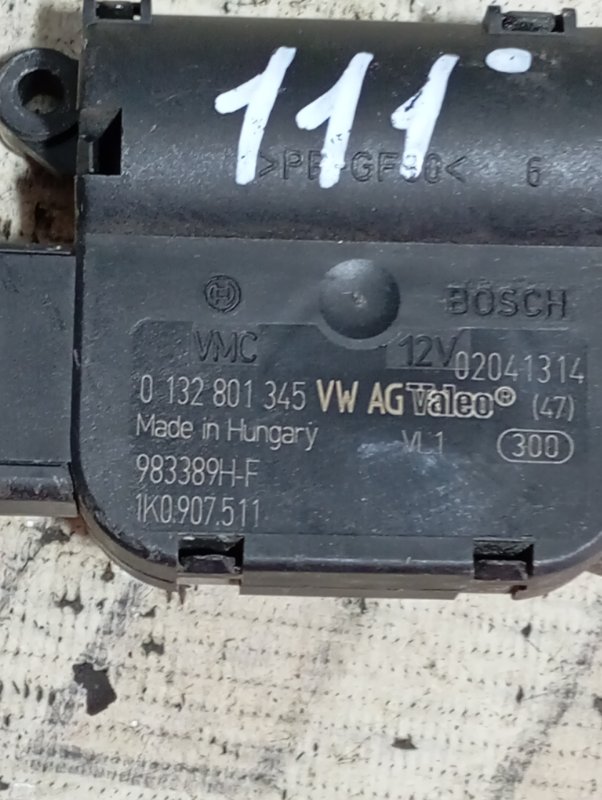 111°
>PP-GF30< 6
BOSCH
VMC 12V 02041314
0 132 801 345 VW AG Valeo® (47)
Made in Hungary VL1 300
983389H-F
1K0.907.511